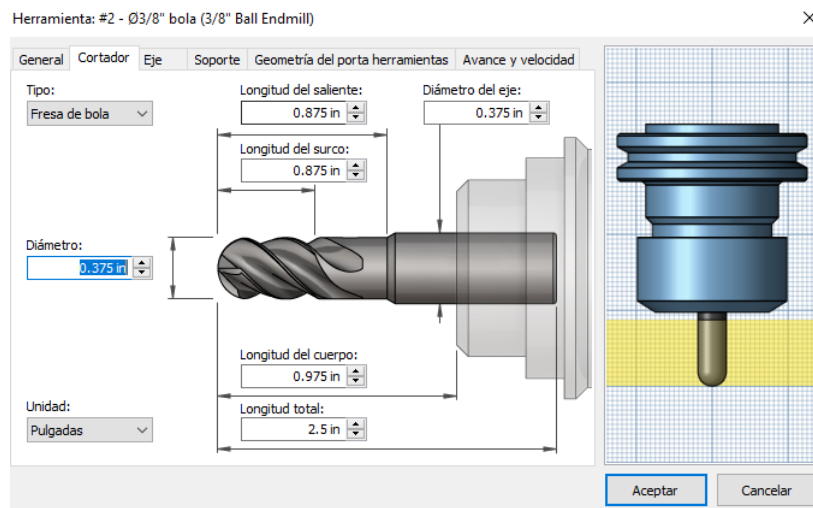 Herramienta: #2 - Ø3/8" bola (3/8" Ball Endmill)
General Cortador Eje Soporte Geometría del porta herramientas Avance y velocidad
Tipo:
Fresa de bola
Longitud del saliente:
0.875 in
Diámetro del eje:
0.375 in
Longitud del surco:
0.875 in
Diámetro:
0.375 in
Longitud del cuerpo:
0.975 in
Unidad:
Pulgadas
Longitud total:
2.5 in
Aceptar Cancelar